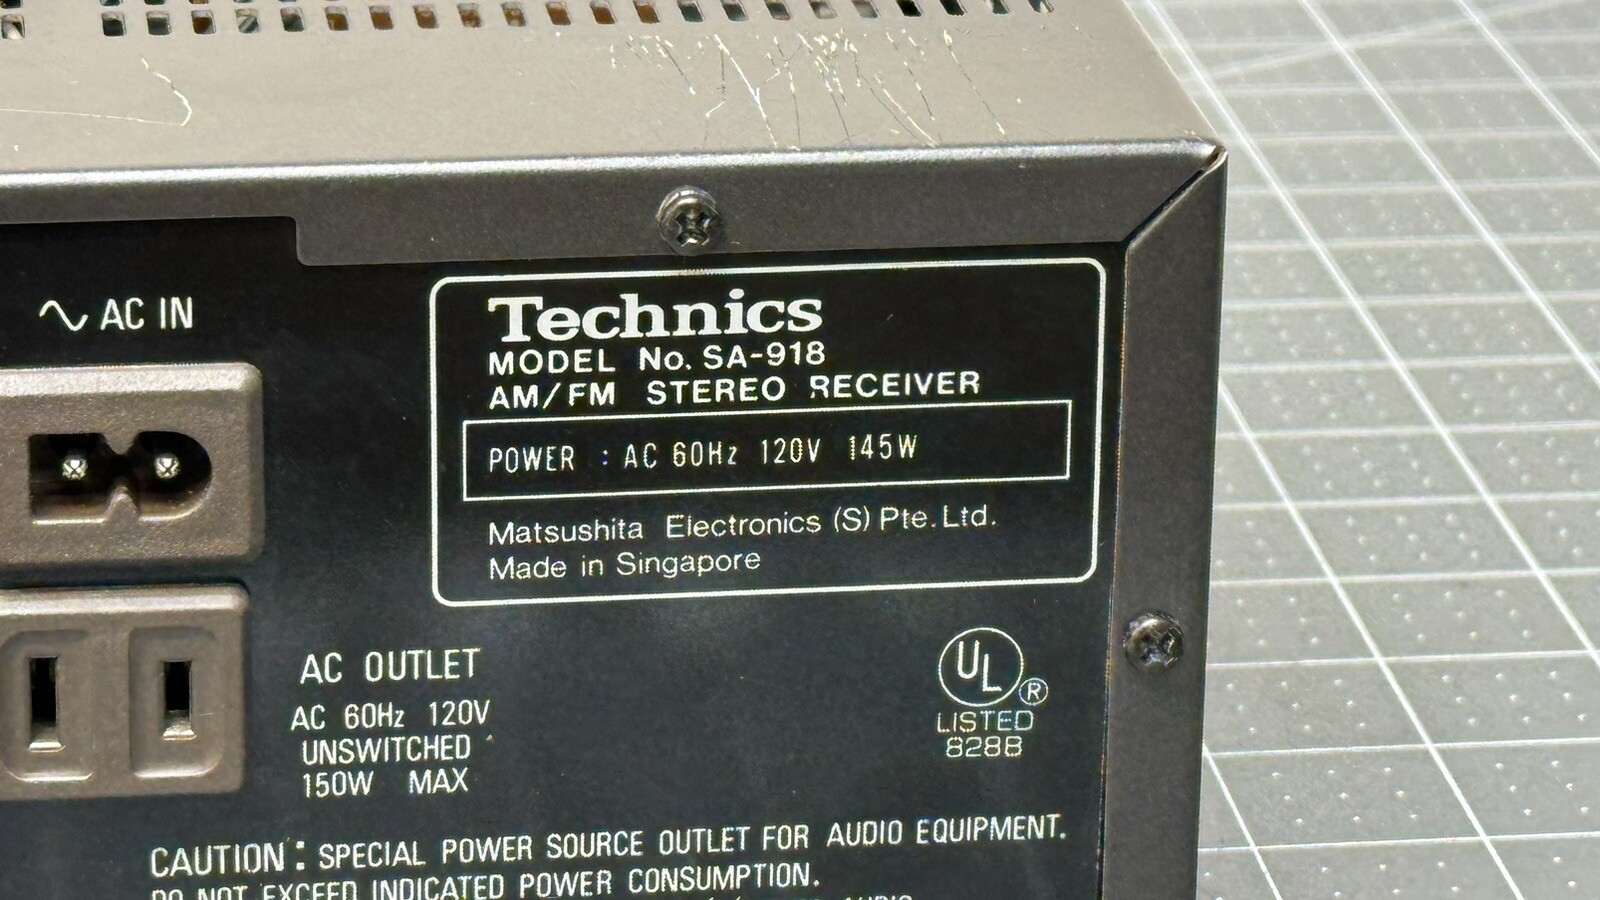 AC IN
Technics
MODEL No. SA-918
AM/FM STEREO RECEIVER
POWER : AC 60Hz 120V 145W
Matsushita Electronics (S) Pte. Ltd.
Made in Singapore
AC OUTLET
AC 60Hz 120V
UNSWITCHED
150W MAX
UL ®
LISTED
828B
CAUTION : SPECIAL POWER SOURCE OUTLET FOR AUDIO EQUIPMENT.
DO NOT EXCEED INDICATED POWER CONSUMPTION.